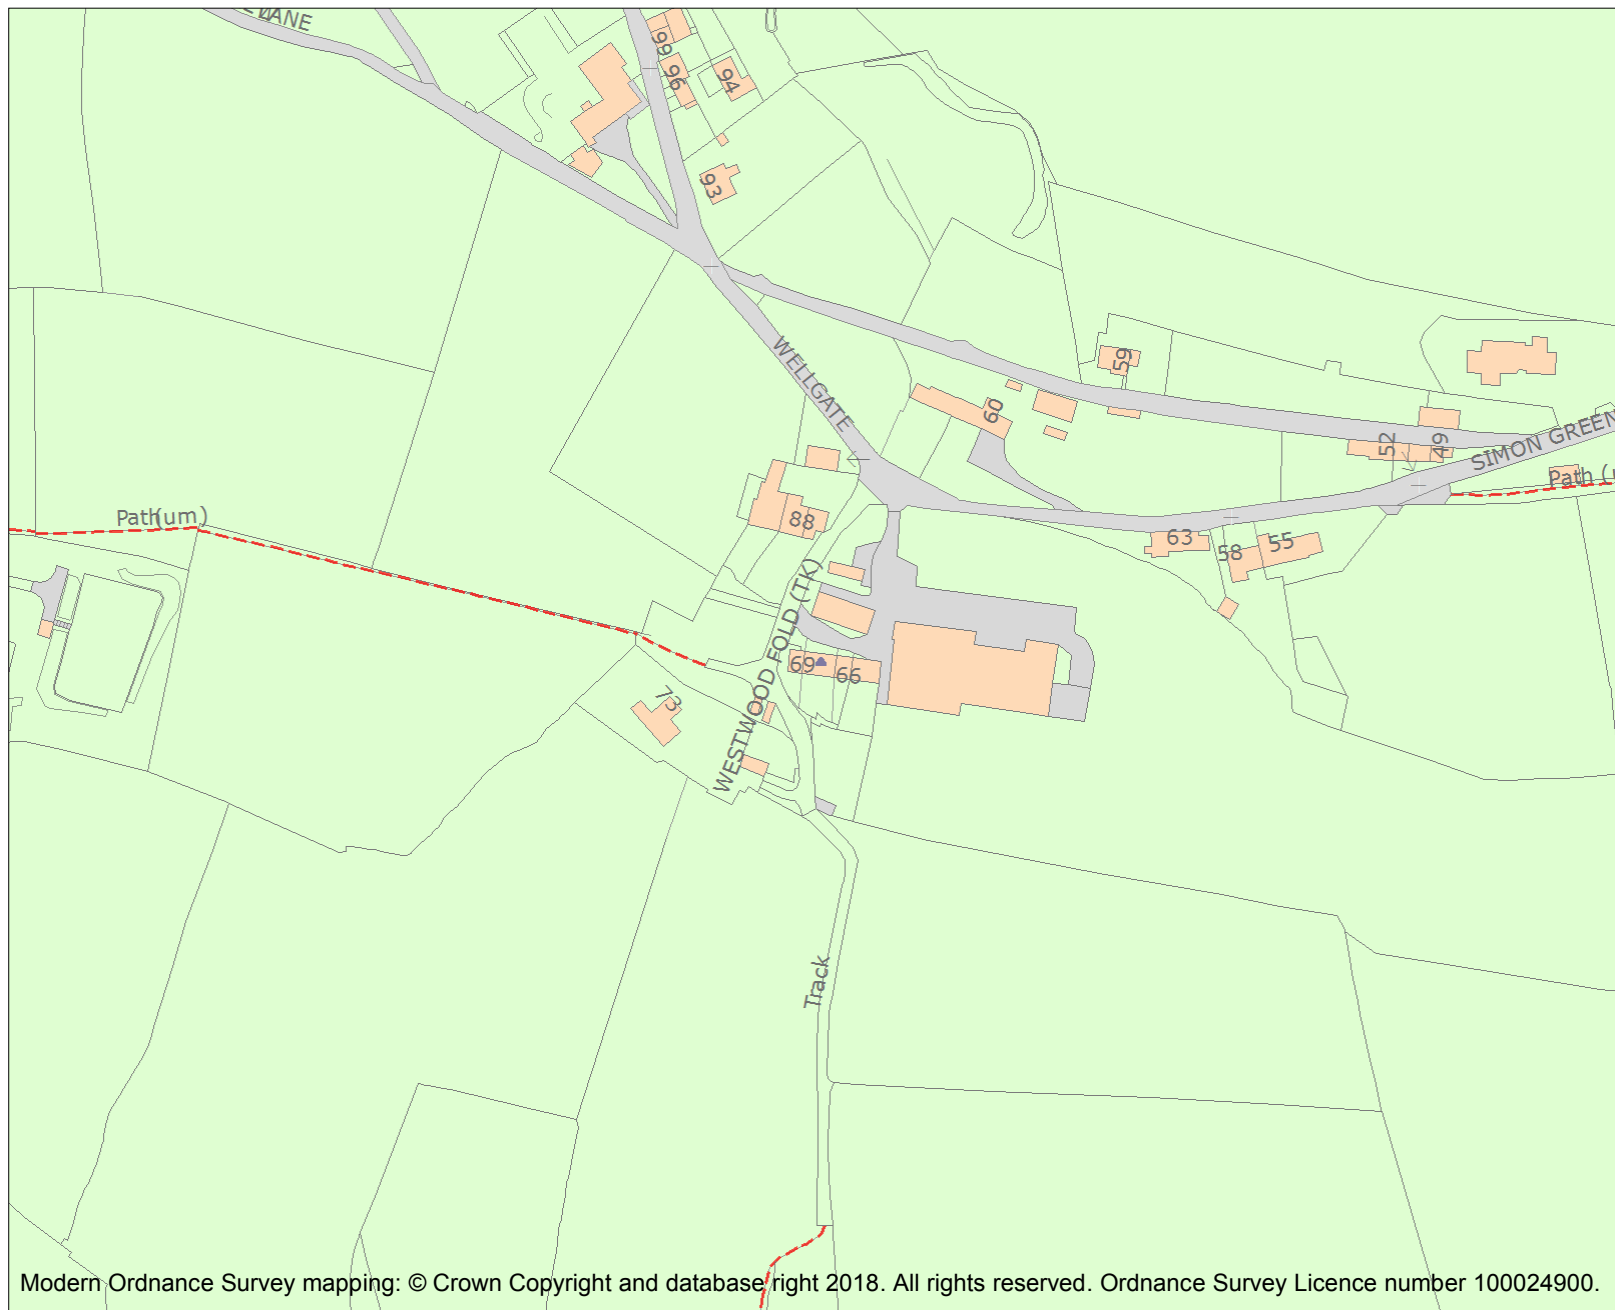 LANE
99
96
94
93
WELLGATE
59
60
52
49
SIMON GREEN
Path (um)
Path (
88
63
58
55
WESTWOOD FOLD (TK)
69
66
73
Track
Modern Ordnance Survey mapping: © Crown Copyright and database right 2018. All rights reserved. Ordnance Survey Licence number 100024900.